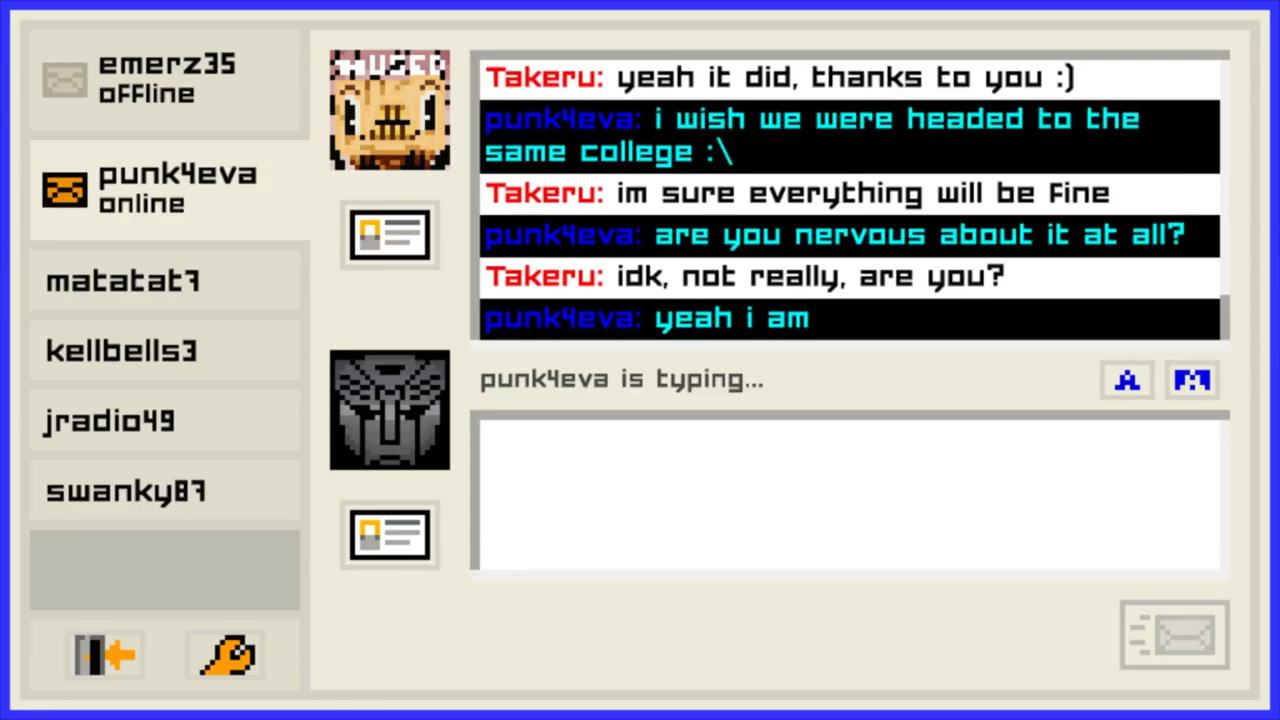 emerz35
offline
punk4eva
online
matatat7
kellbells3
jradio49
swanky87
USED
Takeru: yeah it did, thanks to you :)
punk4eva: i wish we were headed to the
same college :\
Takeru: im sure everything will be fine
punk4eva: are you nervous about it at all?
Takeru: idk, not really, are you?
punk4eva: yeah i am
punk4eva is typing...
A